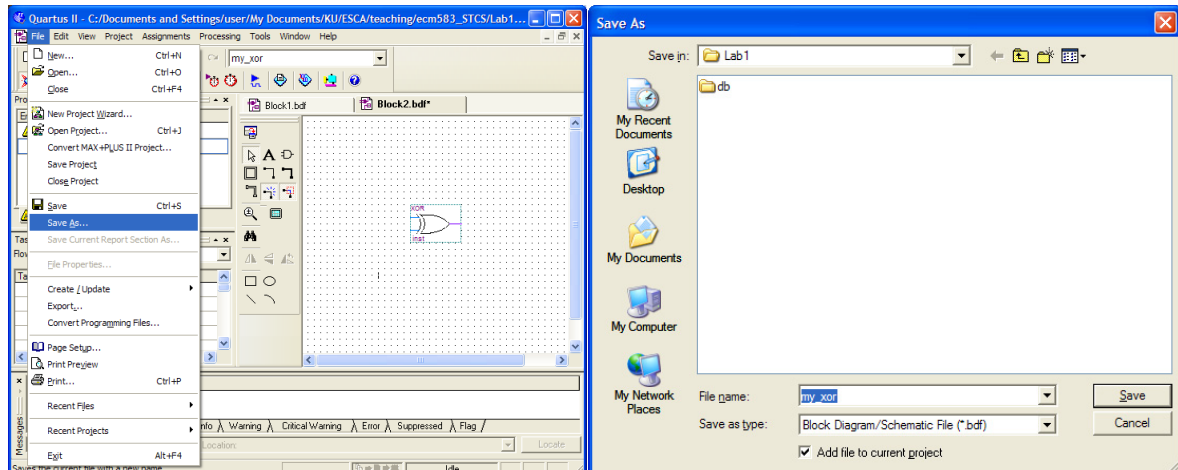 Quartus II - C:/Documents and Settings/user/My Documents/KU/ESCA/teaching/ecm583_STCS/Lab1...
File Edit View Project Assignments Processing Tools Window Help
my_xor
New... Ctrl+N
Open... Ctrl+O
Close Ctrl+F4
New Project Wizard...
Open Project... Ctrl+J
Convert MAX+PLUS II Project...
Save Project
Close Project
Save Ctrl+S
Save As...
Save Current Report Section As...
File Properties...
Create / Update
Export...
Convert Programming Files...
Page Setup...
Print Preview
Print... Ctrl+P
Recent Files
Recent Projects
Exit Alt+F4
Block1.bdf
Block2.bdf*
XOR
inst
Warning Critical Warning Error Suppressed Flag
Messages
Location:
Locate
Saves the current file with a new name
Idle
Save As
Save in: Lab1
db
My Recent
Documents
Desktop
My Documents
My Computer
My Network
Places
File name: my_xor
Save
Save as type: Block Diagram/Schematic File (*.bdf)
Cancel
Add file to current project